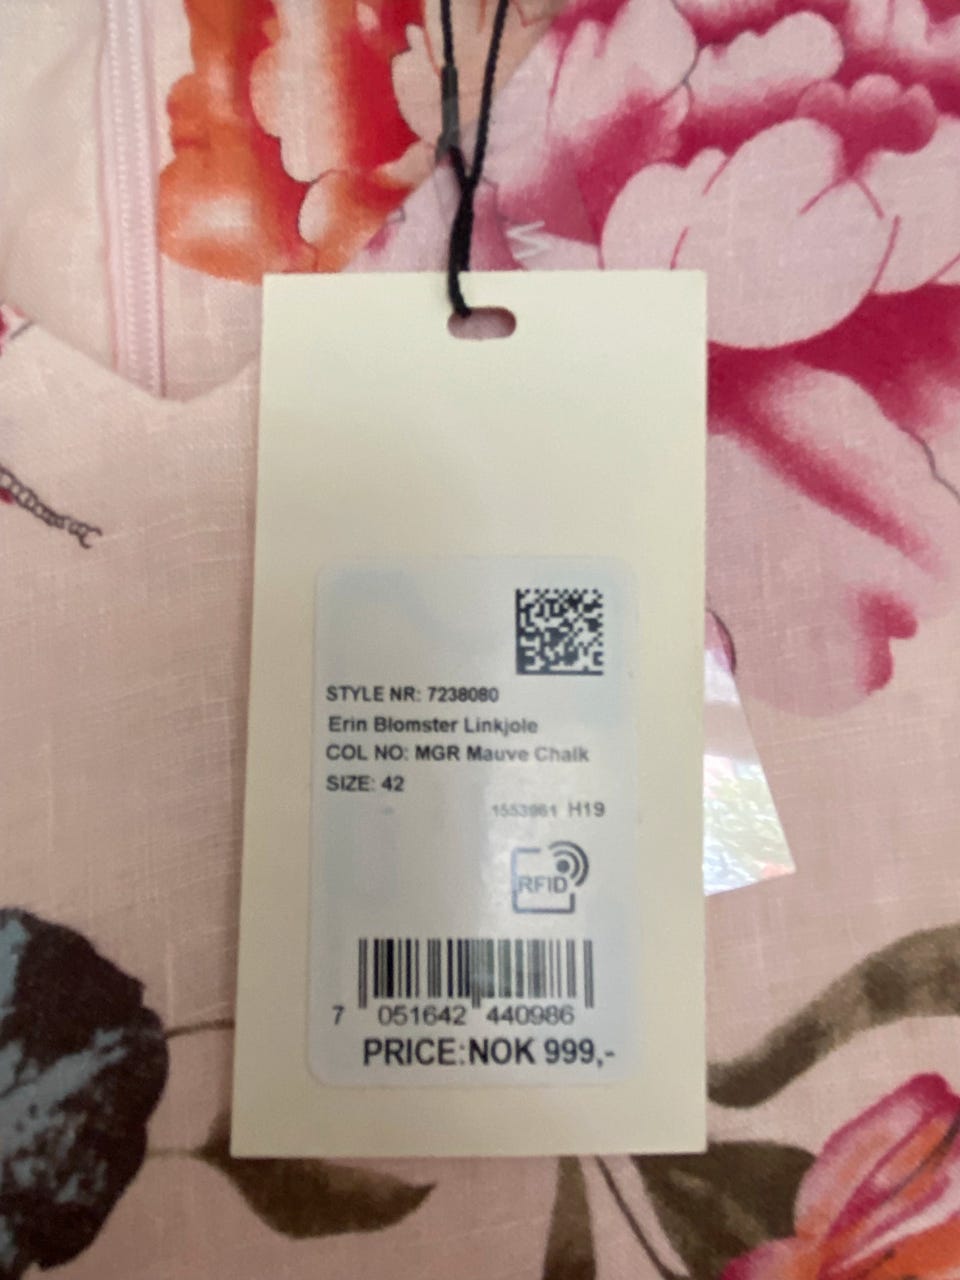 STYLE NR: 7238080
Erin Blomster Linkjole
COL NO: MGR Mauve Chalk
SIZE: 42
1553961 H19
RFID
7 051642 440986
PRICE:NOK 999,-